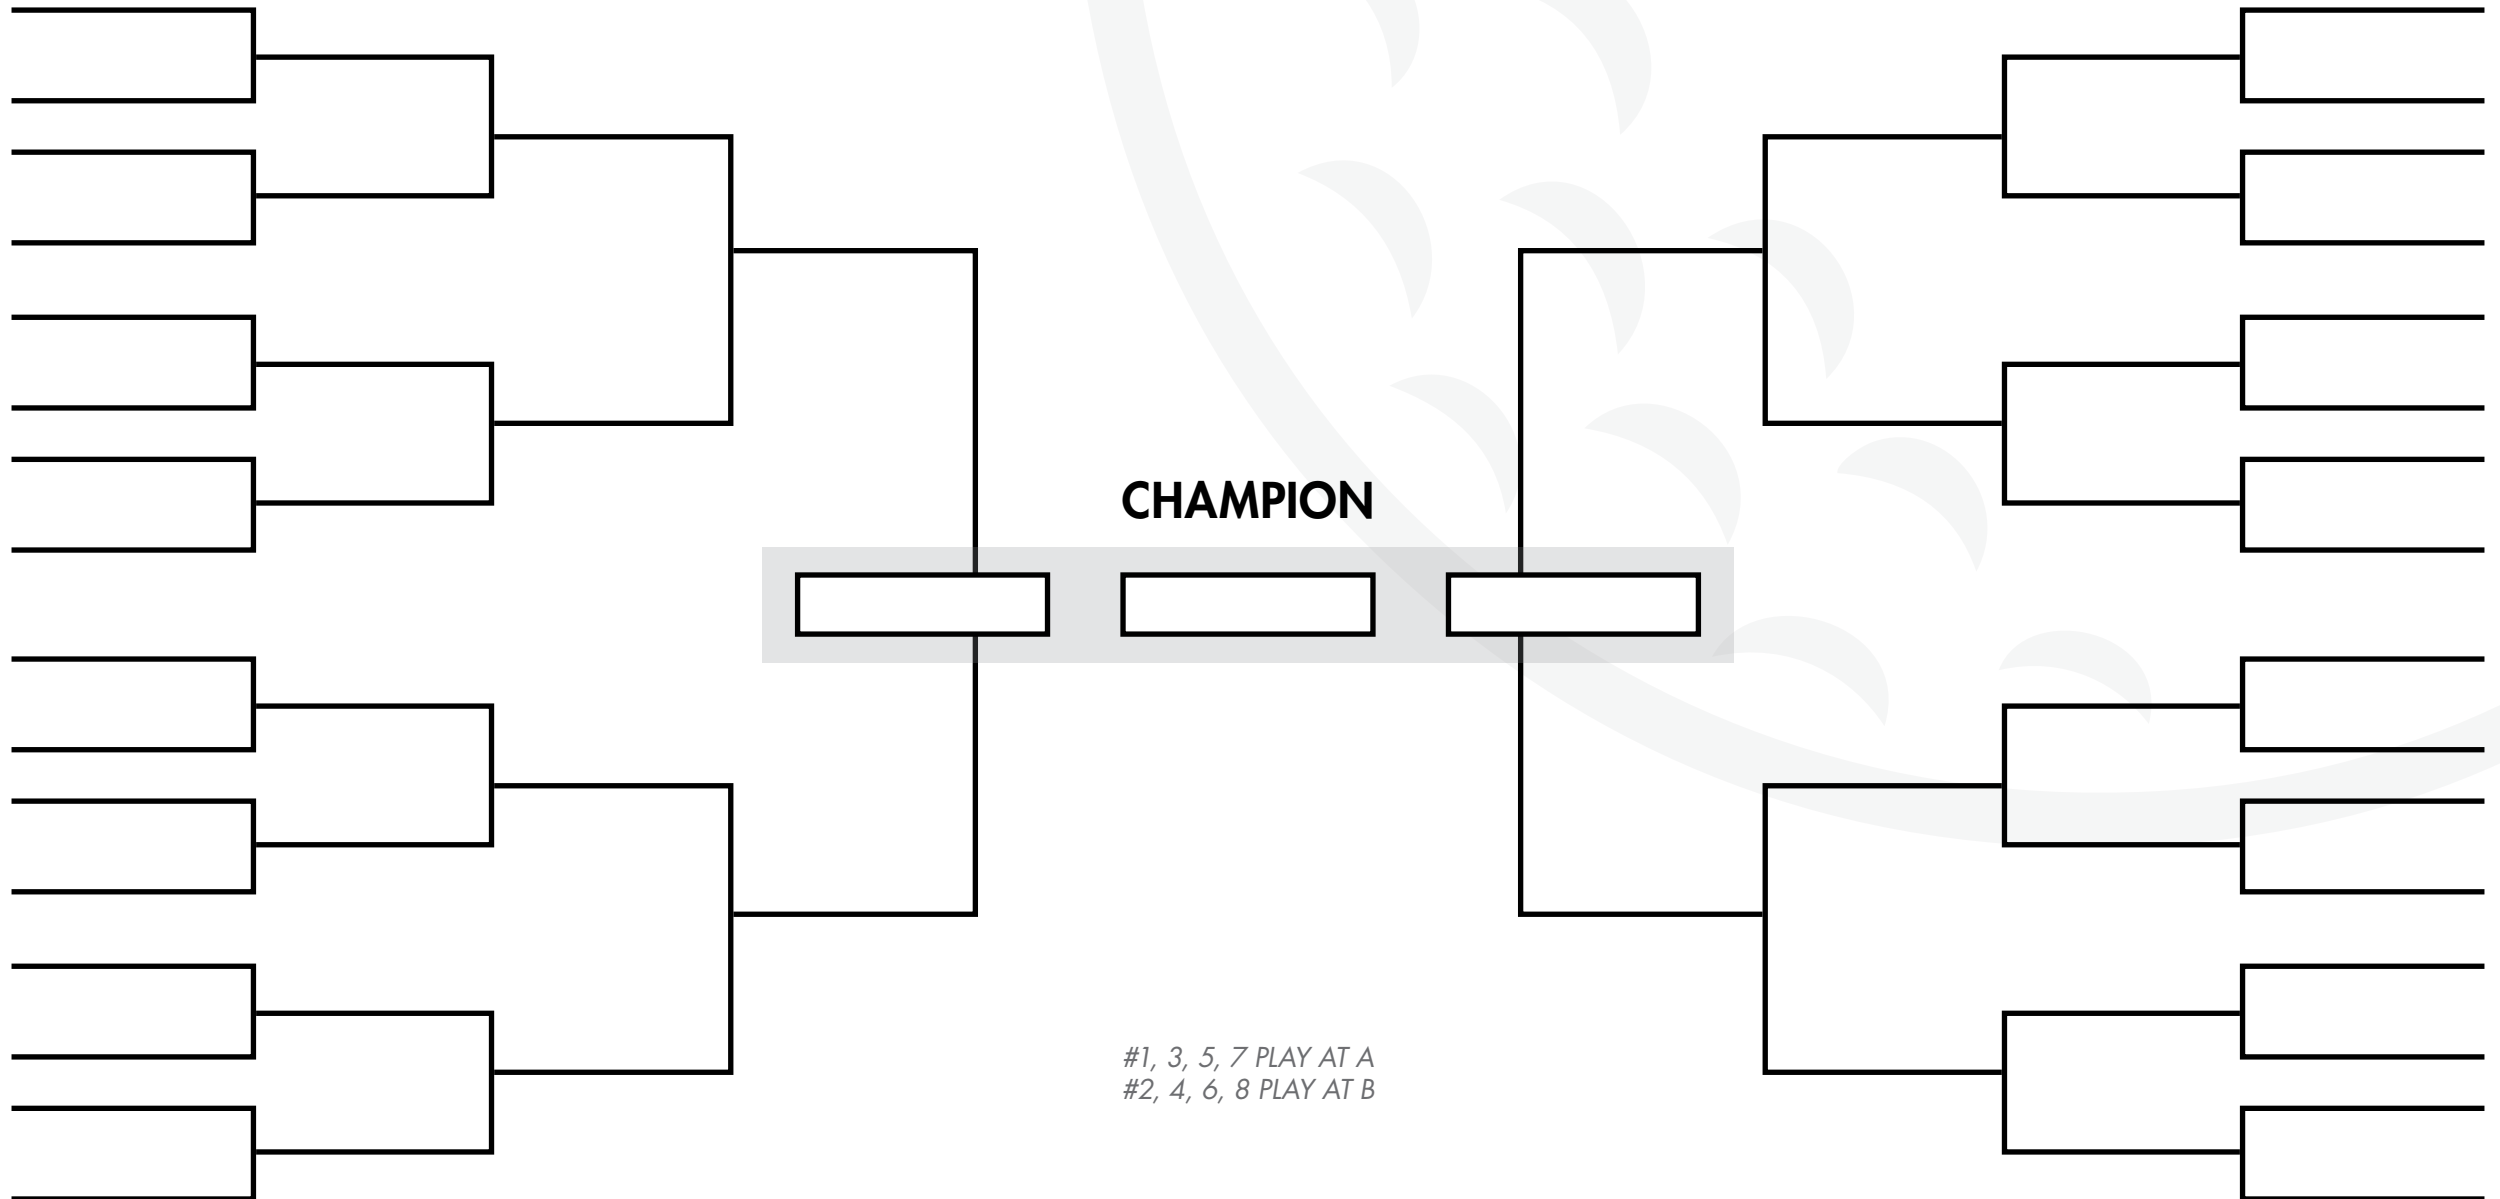 CHAMPION
#1, 3, 5, 7 PLAY AT A
#2, 4, 6, 8 PLAY AT B